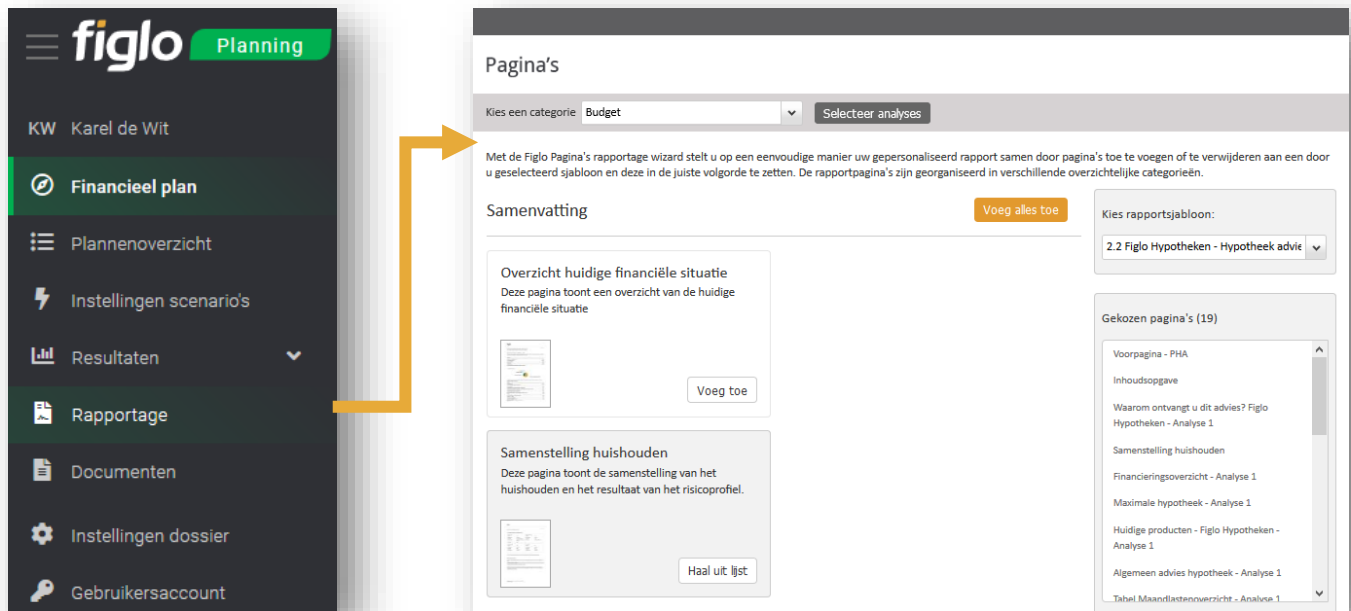 figlo Planning
KW Karel de Wit
Financieel plan
Plannenoverzicht
Instellingen scenario's
Resultaten
Rapportage
Documenten
Instellingen dossier
Gebruikersaccount
Pagina's
Kies een categorie Budget Selecteer analyses
Met de Figlo Pagina's rapportage wizard stelt u op een eenvoudige manier uw gepersonaliseerd rapport samen door pagina's toe te voegen of te verwijderen aan een door
u geselecteerd sjabloon en deze in de juiste volgorde te zetten. De rapportpagina's zijn georganiseerd in verschillende overzichtelijke categorieën.
Samenvatting
Voeg alles toe
Overzicht huidige financiële situatie
Deze pagina toont een overzicht van de huidige
financiële situatie
Voeg toe
Samenstelling huishouden
Deze pagina toont de samenstelling van het
huishouden en het resultaat van het risicoprofiel.
Haal uit lijst
Kies rapportsjabloon:
2.2 Figlo Hypotheken - Hypotheek advie
Gekozen pagina's (19)
Voorpagina - PHA
Inhoudsopgave
Waarom ontvangt u dit advies? Figlo
Hypotheken - Analyse 1
Samenstelling huishouden
Financieringsoverzicht - Analyse 1
Maximale hypotheek - Analyse 1
Huidige producten - Figlo Hypotheken -
Analyse 1
Algemeen advies hypotheek - Analyse 1
Tabel Maandlastenoverzicht - Analyse 1